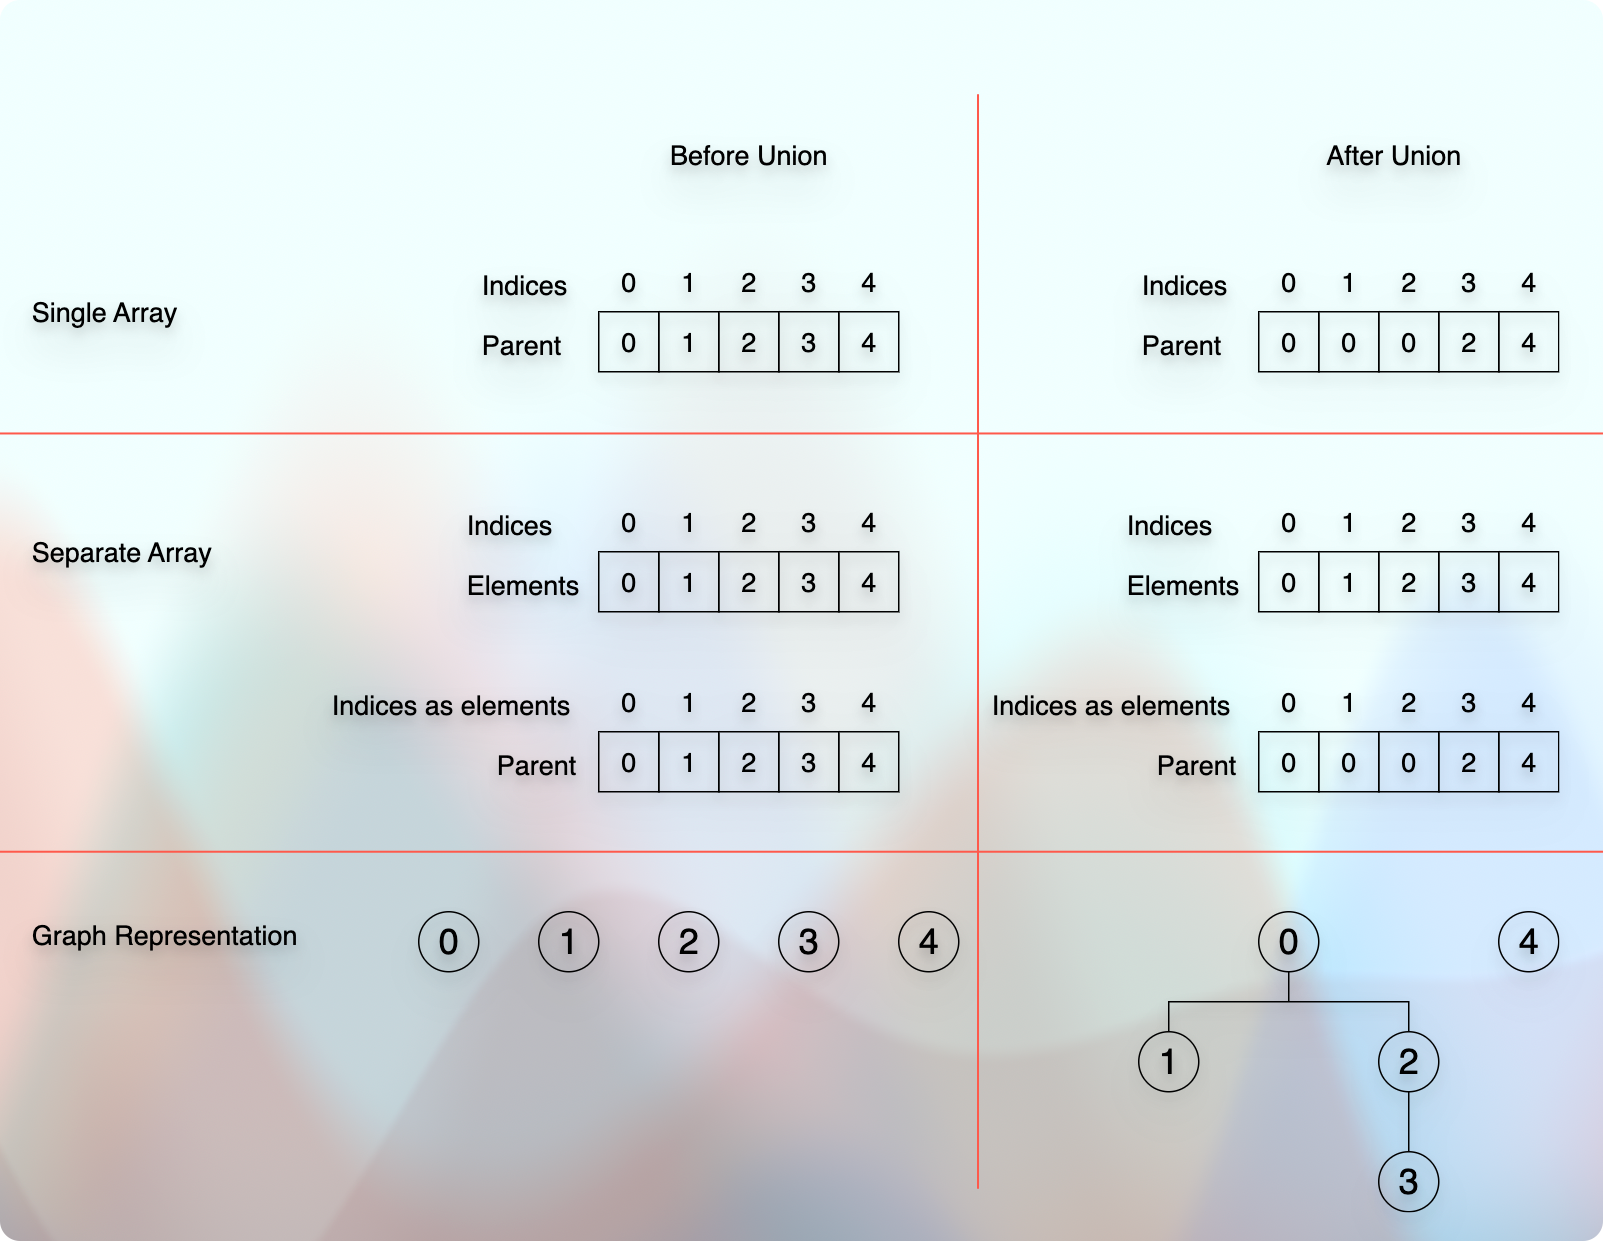 Before Union
After Union
Single Array
Indices 0 1 2 3 4
Parent 0 1 2 3 4
Indices 0 1 2 3 4
Parent 0 0 0 2 4
Separate Array
Indices 0 1 2 3 4
Elements 0 1 2 3 4
Indices as elements 0 1 2 3 4
Parent 0 1 2 3 4
Indices 0 1 2 3 4
Elements 0 1 2 3 4
Indices as elements 0 1 2 3 4
Parent 0 0 0 2 4
Graph Representation
0 1 2 3 4
0 4
1 2
3